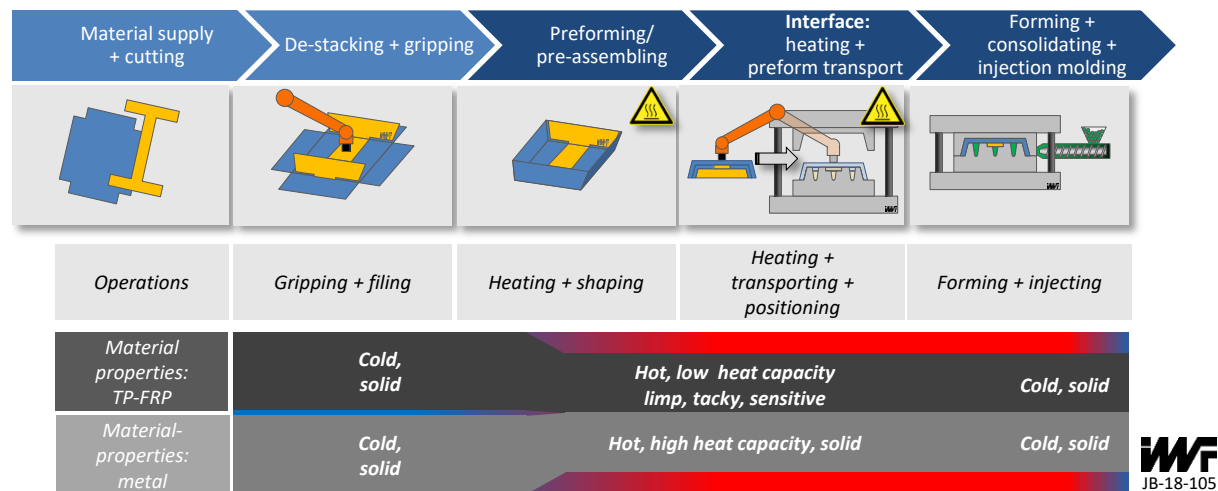 Material supply
+ cutting
De-stacking + gripping
Preforming/
pre-assembling
Interface:
heating +
preform transport
Forming +
consolidating +
injection molding
Operations
Gripping + filing
Heating + shaping
Heating +
transporting +
positioning
Forming + injecting
Material
properties:
TP-FRP
Cold,
solid
Hot, low heat capacity
limp, tacky, sensitive
Cold, solid
Material-
properties:
metal
Cold,
solid
Hot, high heat capacity, solid
Cold, solid
IWF
JB-18-105